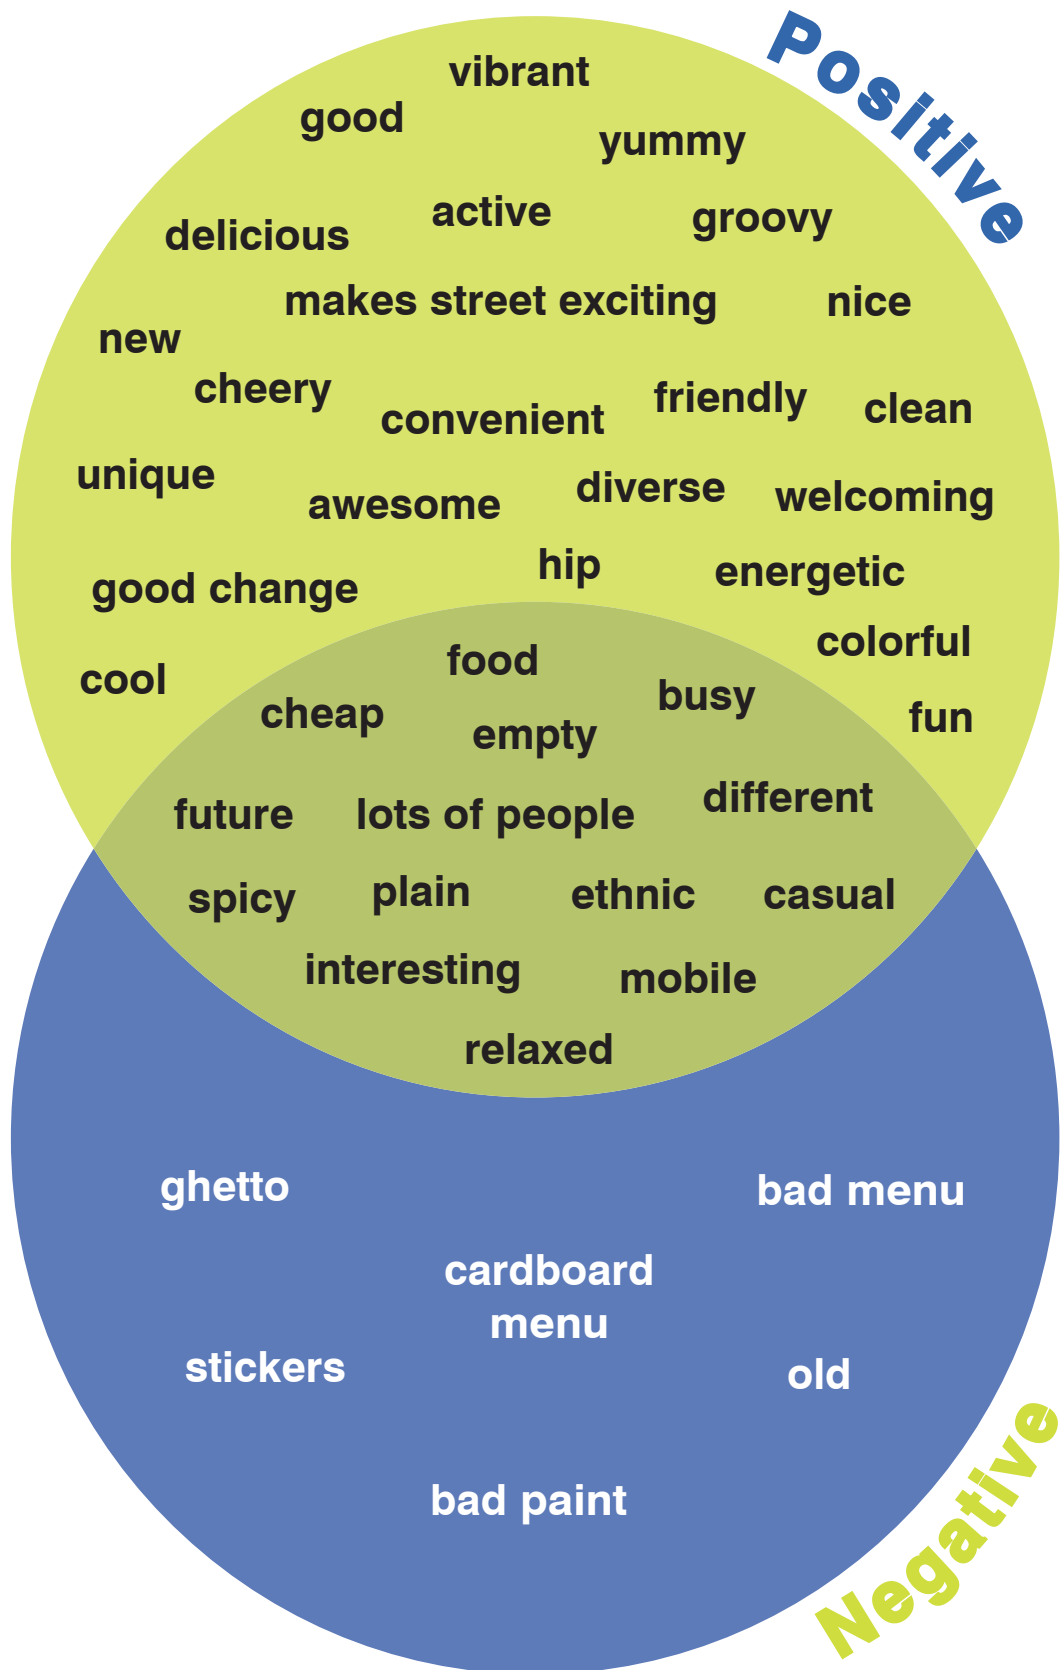 Positive
vibrant
good
yummy
active
groovy
delicious
makes street exciting
nice
new
cheery
friendly
clean
convenient
unique
diverse
welcoming
awesome
hip
energetic
good change
colorful
cool
fun
food
busy
cheap
empty
different
future
lots of people
spicy
plain
ethnic
casual
interesting
mobile
relaxed
ghetto
bad menu
cardboard
menu
stickers
old
bad paint
Negative